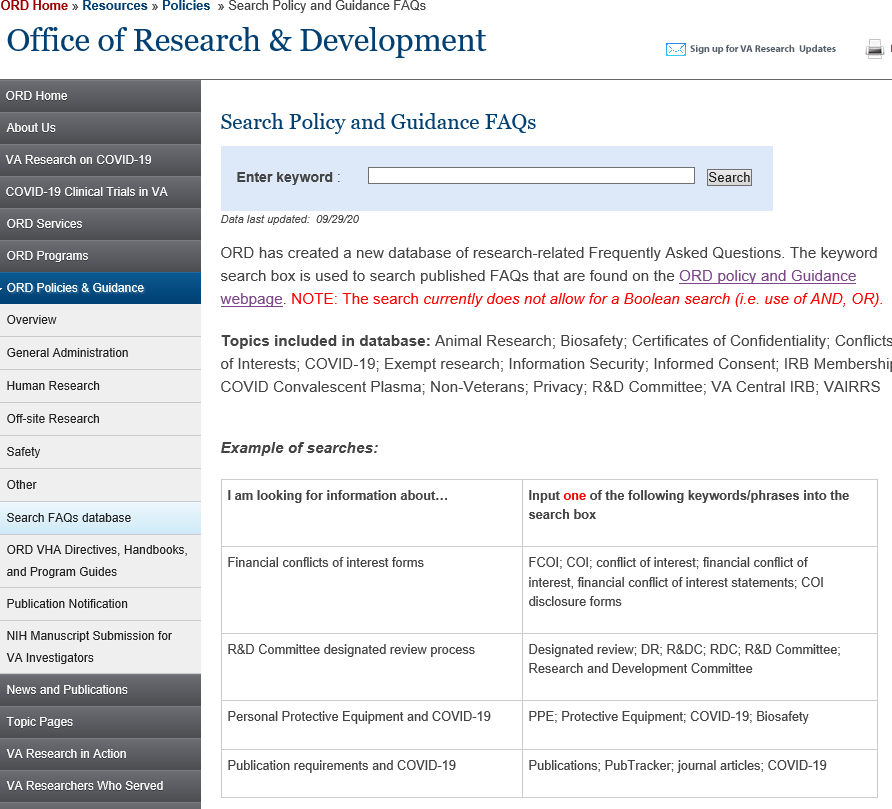 ORD Home » Resources » Policies » Search Policy and Guidance FAQs
Office of Research & Development
Sign up for VA Research Updates
ORD Home
About Us
VA Research on COVID-19
COVID-19 Clinical Trials in VA
ORD Services
ORD Programs
ORD Policies & Guidance
Overview
General Administration
Human Research
Off-site Research
Safety
Other
Search FAQs database
ORD VHA Directives, Handbooks,
and Program Guides
Publication Notification
NIH Manuscript Submission for
VA Investigators
News and Publications
Topic Pages
VA Research in Action
VA Researchers Who Served
Search Policy and Guidance FAQs
Enter keyword :
Search
Data last updated: 09/29/20
ORD has created a new database of research-related Frequently Asked Questions. The keyword
search box is used to search published FAQs that are found on the ORD policy and Guidance
webpage. NOTE: The search currently does not allow for a Boolean search (i.e. use of AND, OR).
Topics included in database: Animal Research; Biosafety; Certificates of Confidentiality; Conflicts
of Interests; COVID-19; Exempt research; Information Security; Informed Consent; IRB Membershi
COVID Convalescent Plasma; Non-Veterans; Privacy; R&D Committee; VA Central IRB; VAIRRS
Example of searches:
I am looking for information about…
Input one of the following keywords/phrases into the
search box
Financial conflicts of interest forms
FCOI; COI; conflict of interest; financial conflict of
interest, financial conflict of interest statements; COI
disclosure forms
R&D Committee designated review process
Designated review; DR; R&DC; RDC; R&D Committee;
Research and Development Committee
Personal Protective Equipment and COVID-19
PPE; Protective Equipment; COVID-19; Biosafety
Publication requirements and COVID-19
Publications; PubTracker; journal articles; COVID-19